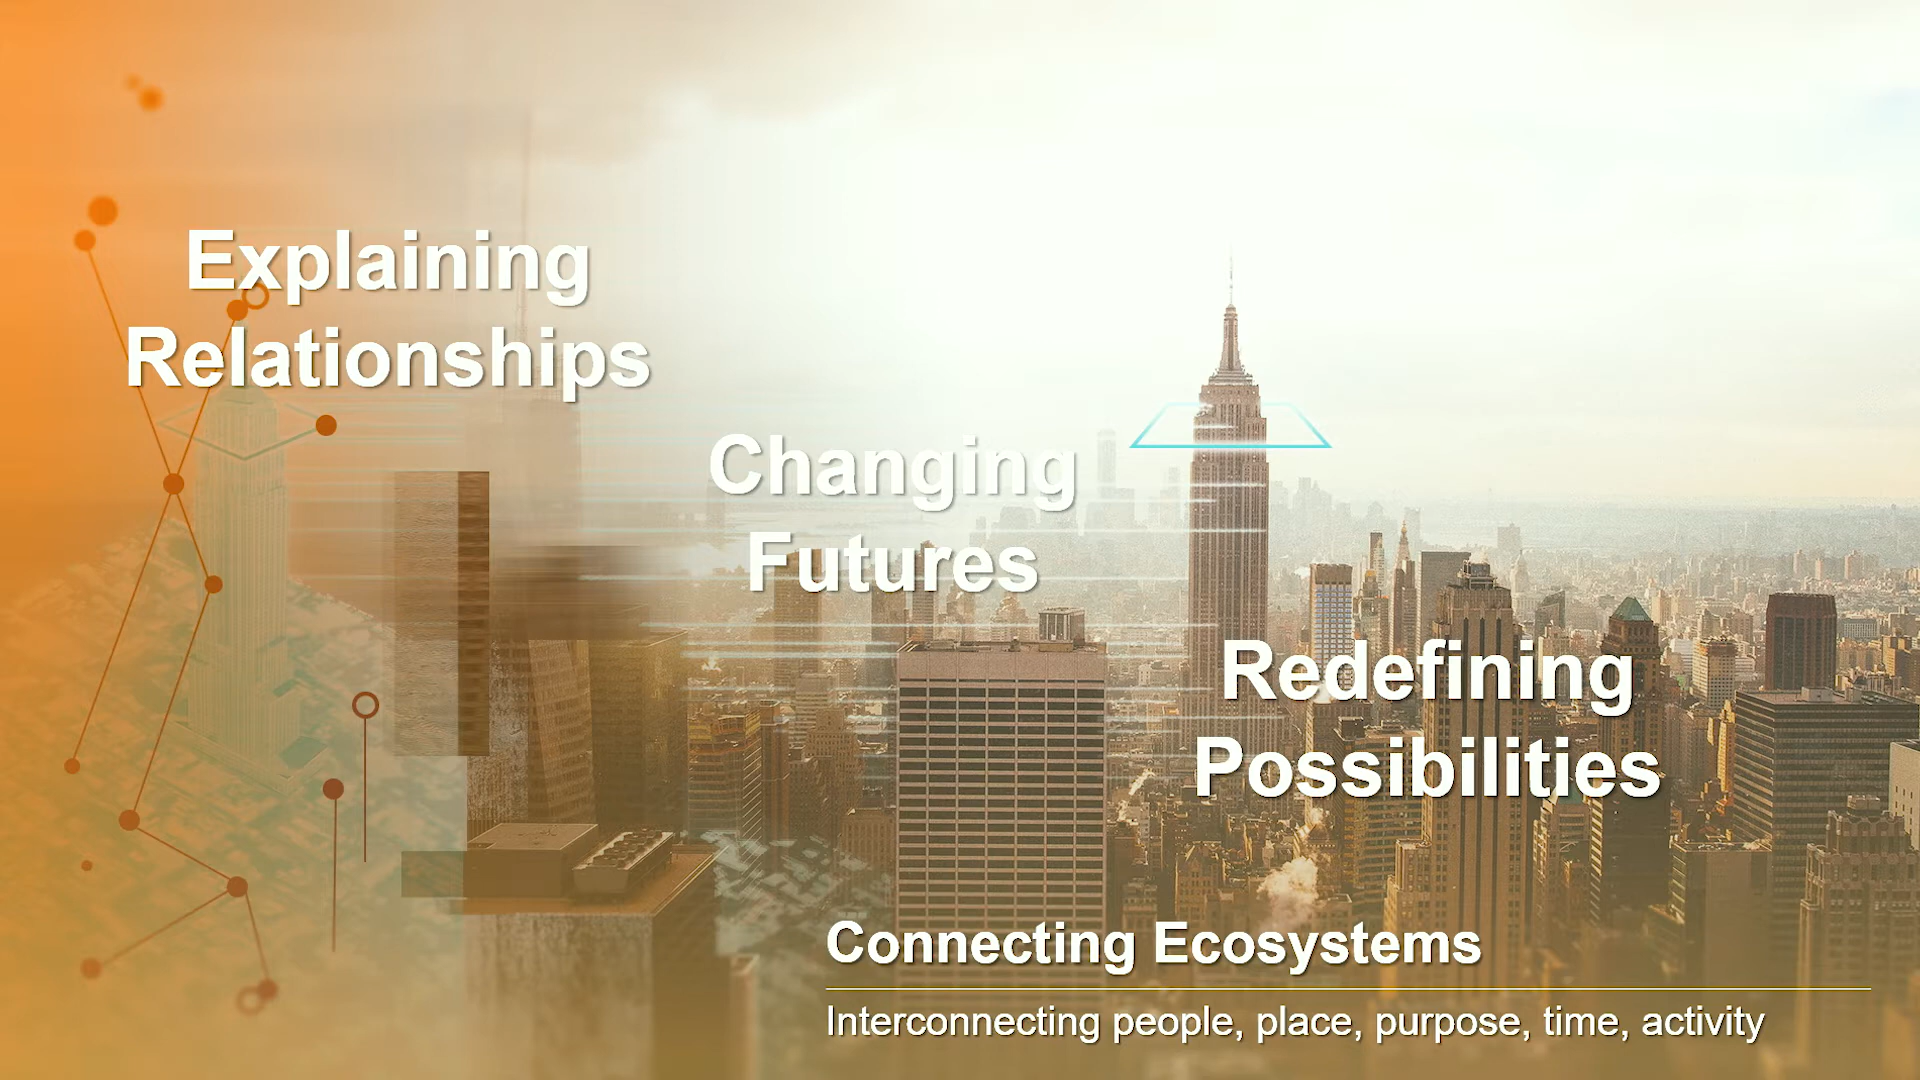 Explaining
Relationships
Changing
Futures
Redefining
Possibilities
Connecting Ecosystems
Interconnecting people, place, purpose, time, activity